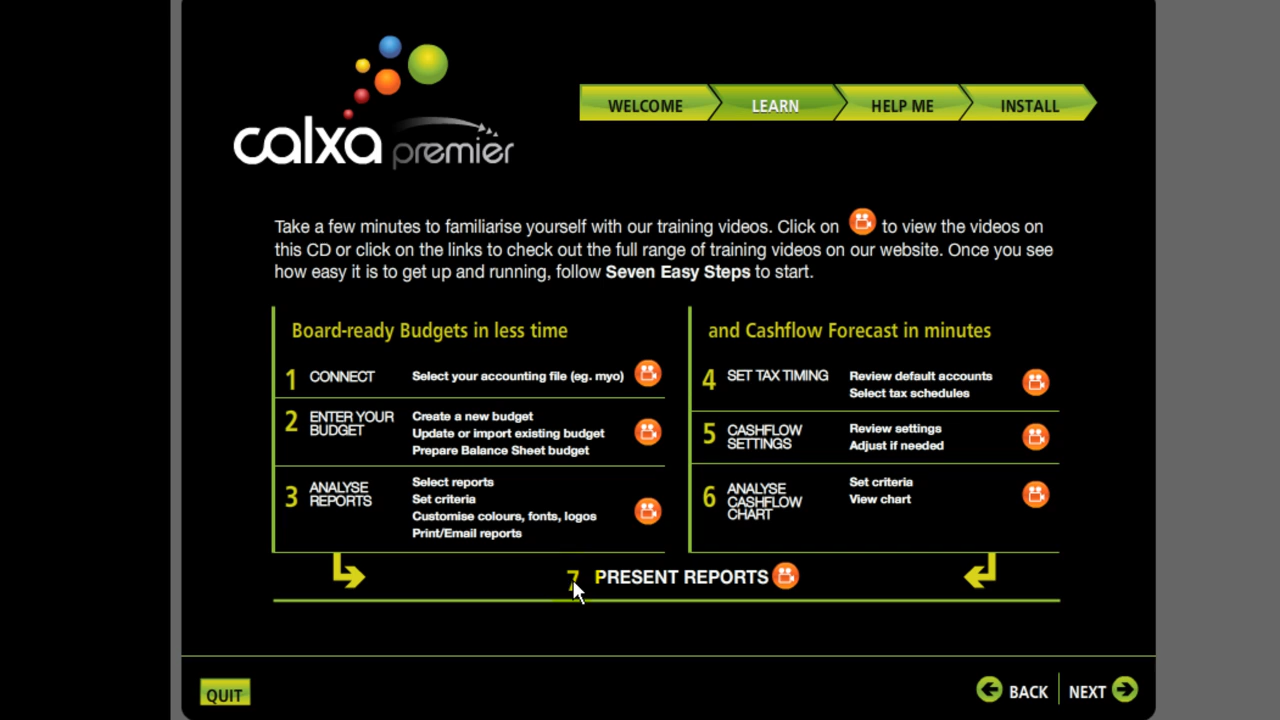 calxa premier
WELCOME
LEARN
HELP ME
INSTALL
Take a few minutes to familiarise yourself with our training videos. Click on to view the videos on
this CD or click on the links to check out the full range of training videos on our website. Once you see
how easy it is to get up and running, follow Seven Easy Steps to start.
Board-ready Budgets in less time
1 CONNECT
Select your accounting file (eg. myo)
2 ENTER YOUR
BUDGET
Create a new budget
Update or import existing budget
Prepare Balance Sheet budget
3 ANALYSE
REPORTS
Select reports
Set criteria
Customise colours, fonts, logos
Print/Email reports
and Cashflow Forecast in minutes
4 SET TAX TIMING
Review default accounts
Select tax schedules
5 CASHFLOW
SETTINGS
Review settings
Adjust if needed
6 ANALYSE
CASHFLOW
CHART
Set criteria
View chart
7 PRESENT REPORTS
QUIT
BACK
NEXT